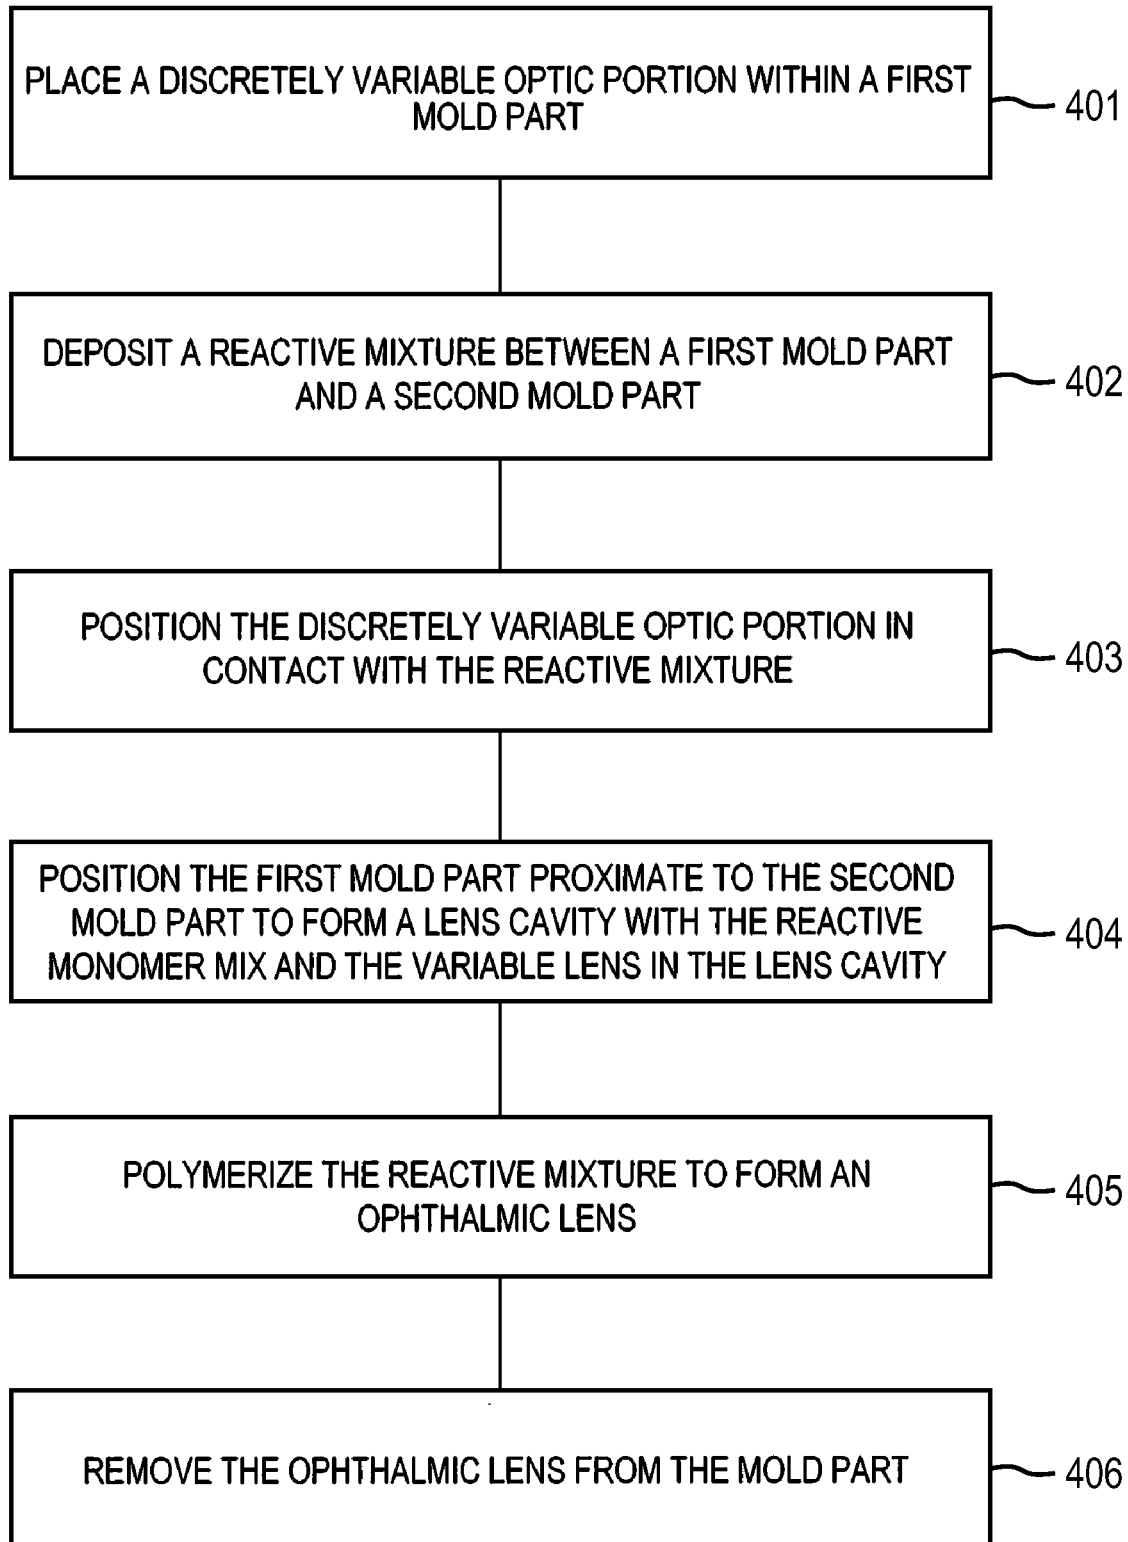 PLACE A DISCRETELY VARIABLE OPTIC PORTION WITHIN A FIRST
MOLD PART
401
DEPOSIT A REACTIVE MIXTURE BETWEEN A FIRST MOLD PART
AND A SECOND MOLD PART
402
POSITION THE DISCRETELY VARIABLE OPTIC PORTION IN
CONTACT WITH THE REACTIVE MIXTURE
403
POSITION THE FIRST MOLD PART PROXIMATE TO THE SECOND
MOLD PART TO FORM A LENS CAVITY WITH THE REACTIVE
MONOMER MIX AND THE VARIABLE LENS IN THE LENS CAVITY
404
POLYMERIZE THE REACTIVE MIXTURE TO FORM AN
OPHTHALMIC LENS
405
REMOVE THE OPHTHALMIC LENS FROM THE MOLD PART
406